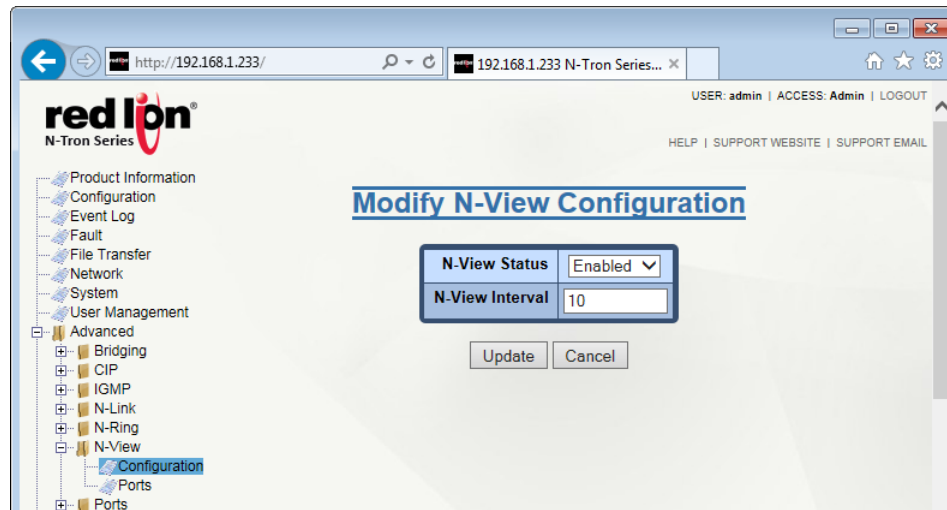 http://192.168.1.233/
192.168.1.233 N-Tron Series...
USER: admin | ACCESS: Admin | LOGOUT
red lion®
N-Tron Series
HELP | SUPPORT WEBSITE | SUPPORT EMAIL
Product Information
Configuration
Event Log
Fault
File Transfer
Network
System
User Management
Advanced
Bridging
CIP
IGMP
N-Link
N-Ring
N-View
Configuration
Ports
Ports
Modify N-View Configuration
N-View Status Enabled
N-View Interval 10
Update Cancel